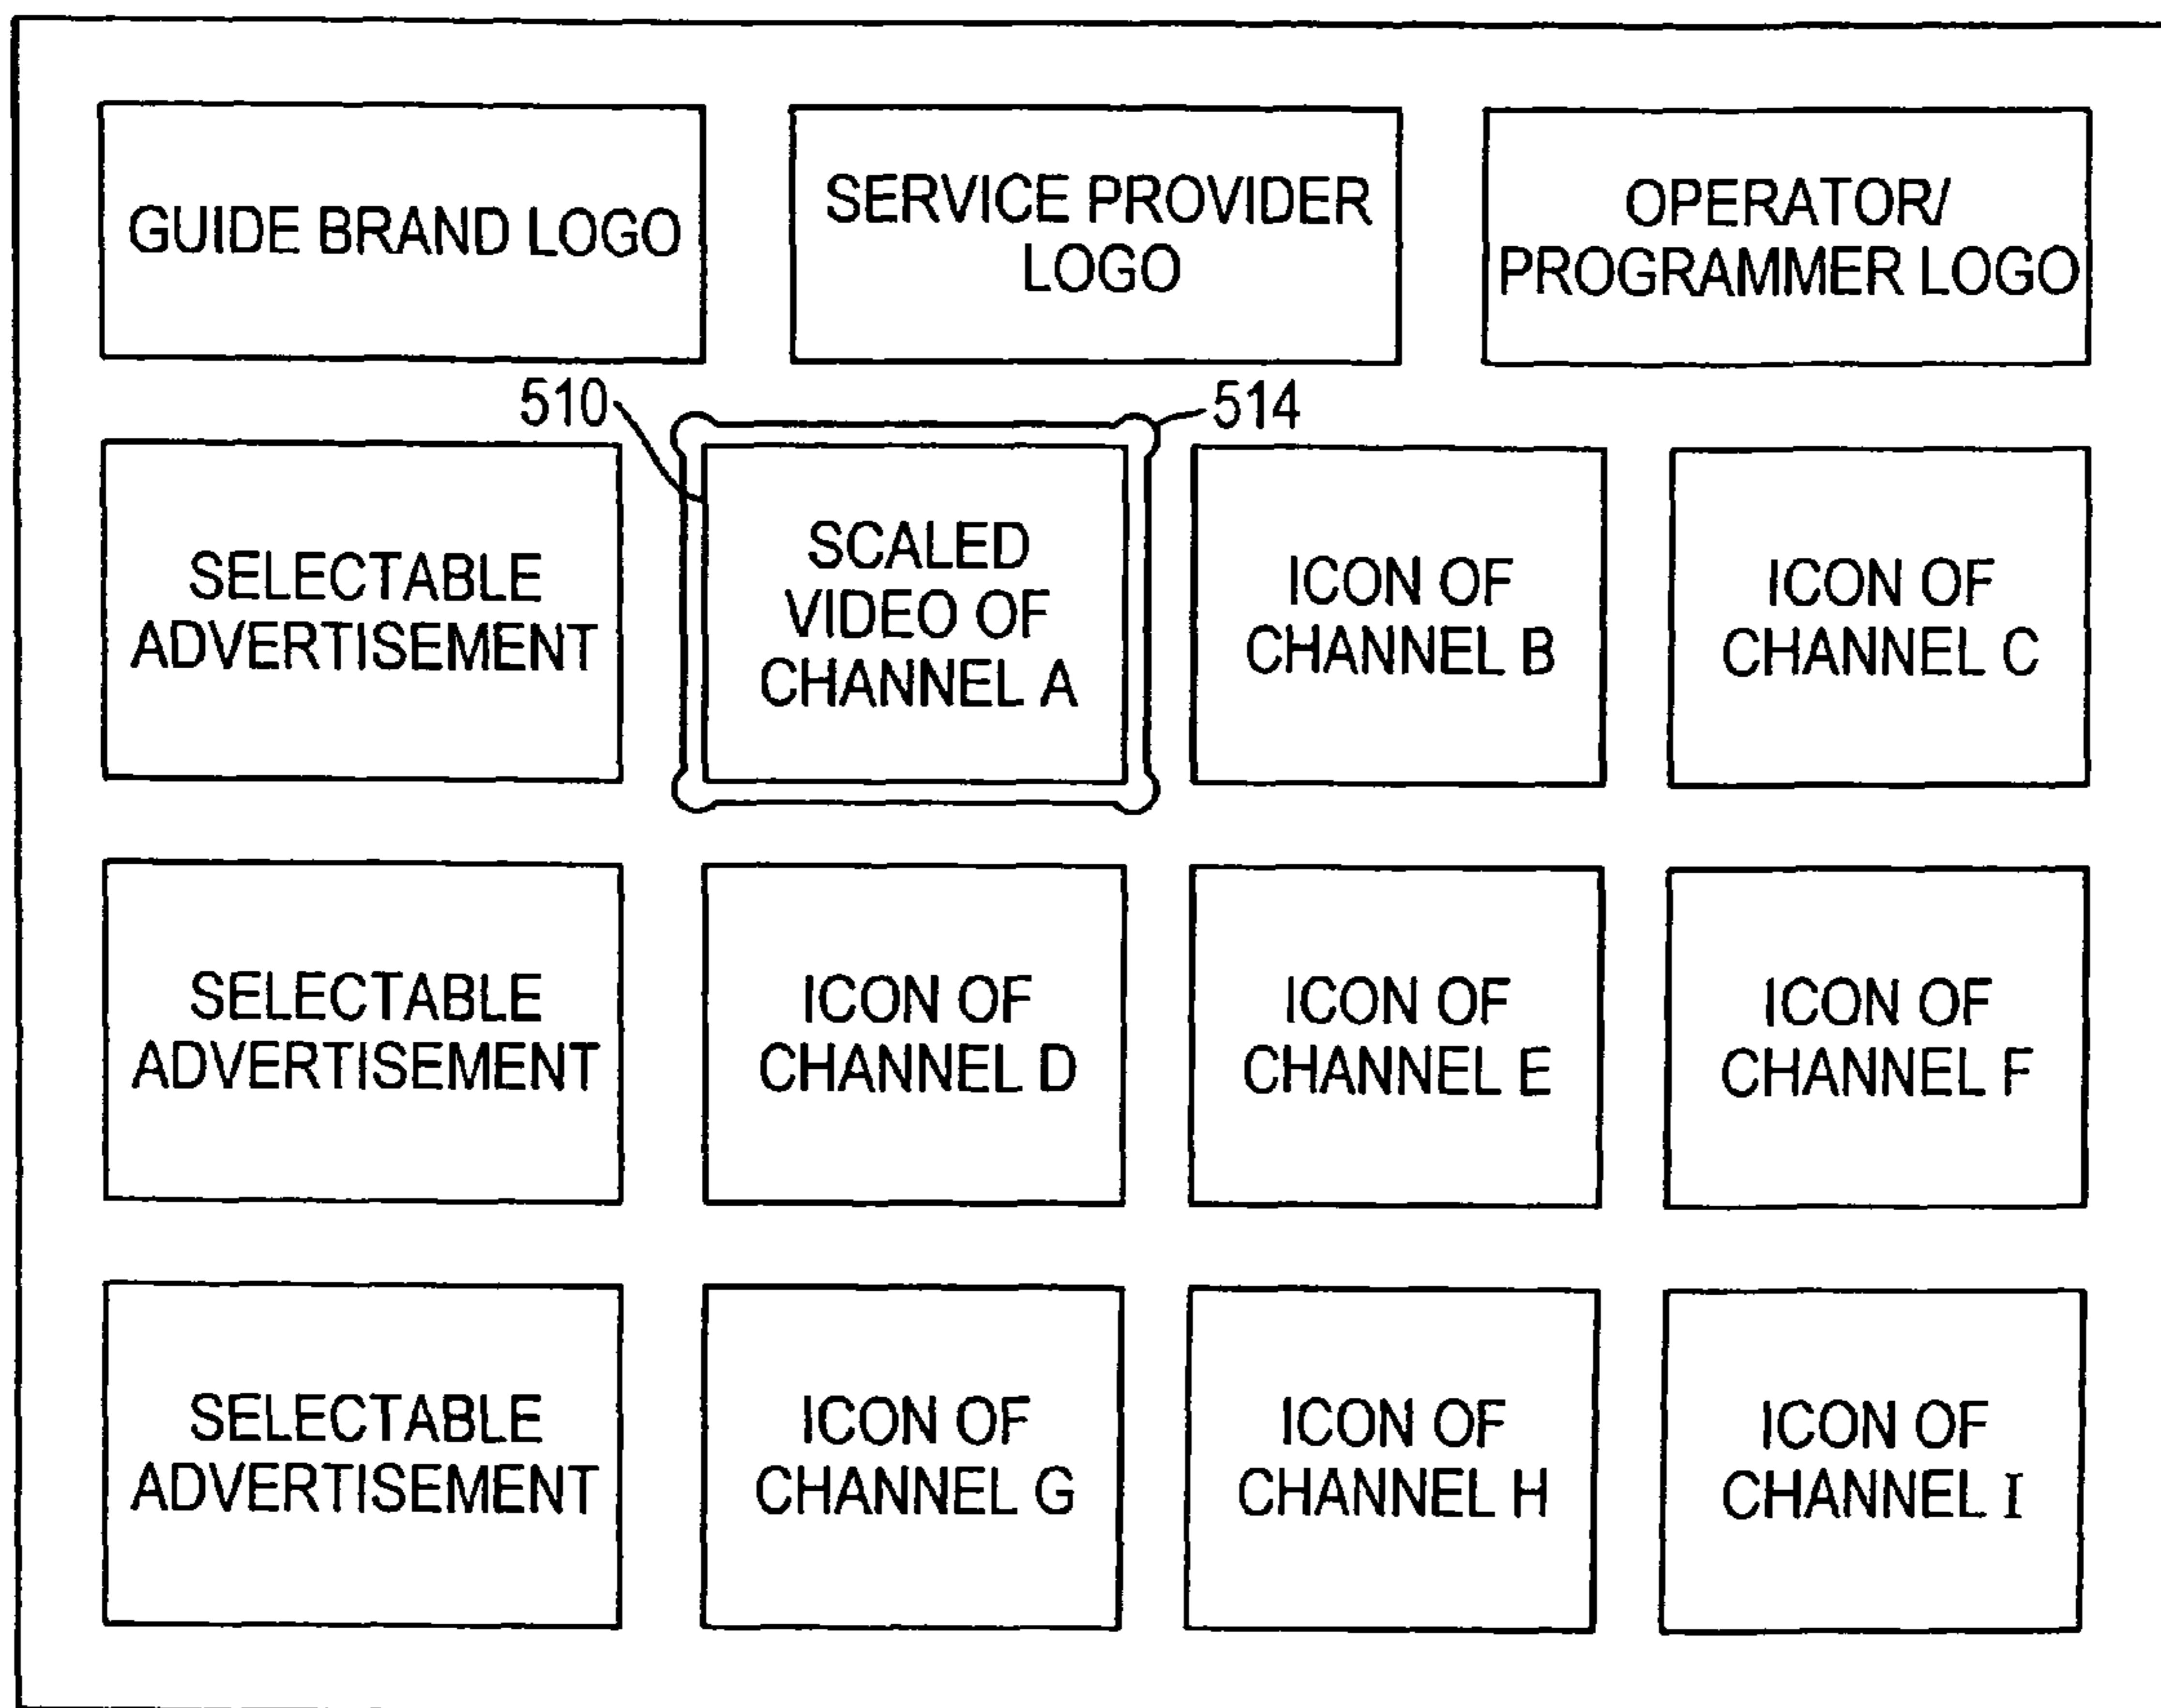 GUIDE BRAND LOGO
SERVICE PROVIDER
LOGO
OPERATOR/
PROGRAMMER LOGO
510
514
SELECTABLE
ADVERTISEMENT
SCALED
VIDEO OF
CHANNEL A
ICON OF
CHANNEL B
ICON OF
CHANNEL C
SELECTABLE
ADVERTISEMENT
ICON OF
CHANNEL D
ICON OF
CHANNEL E
ICON OF
CHANNEL F
SELECTABLE
ADVERTISEMENT
ICON OF
CHANNEL G
ICON OF
CHANNEL H
ICON OF
CHANNEL I